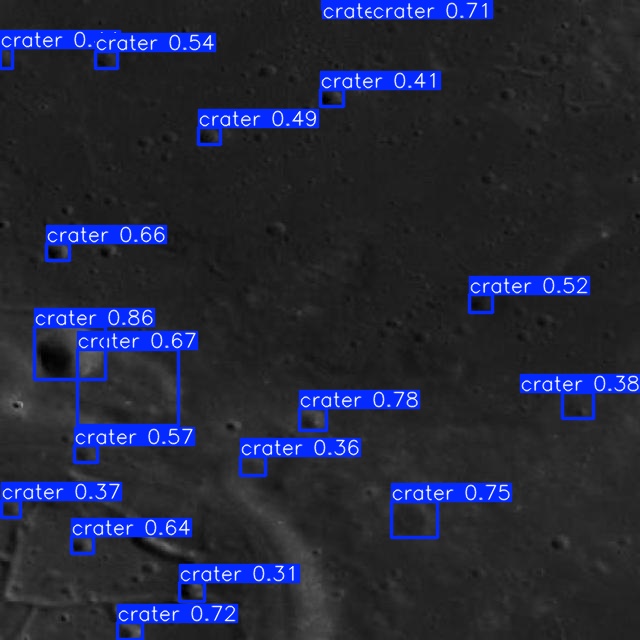 cratecrater 0.71
crater 0.
crater 0.54
crater 0.41
crater 0.49
crater 0.66
crater 0.52
crater 0.86
crater 0.67
crater 0.38
crater 0.78
crater 0.57
crater 0.36
crater 0.37
crater 0.75
crater 0.64
crater 0.31
crater 0.72